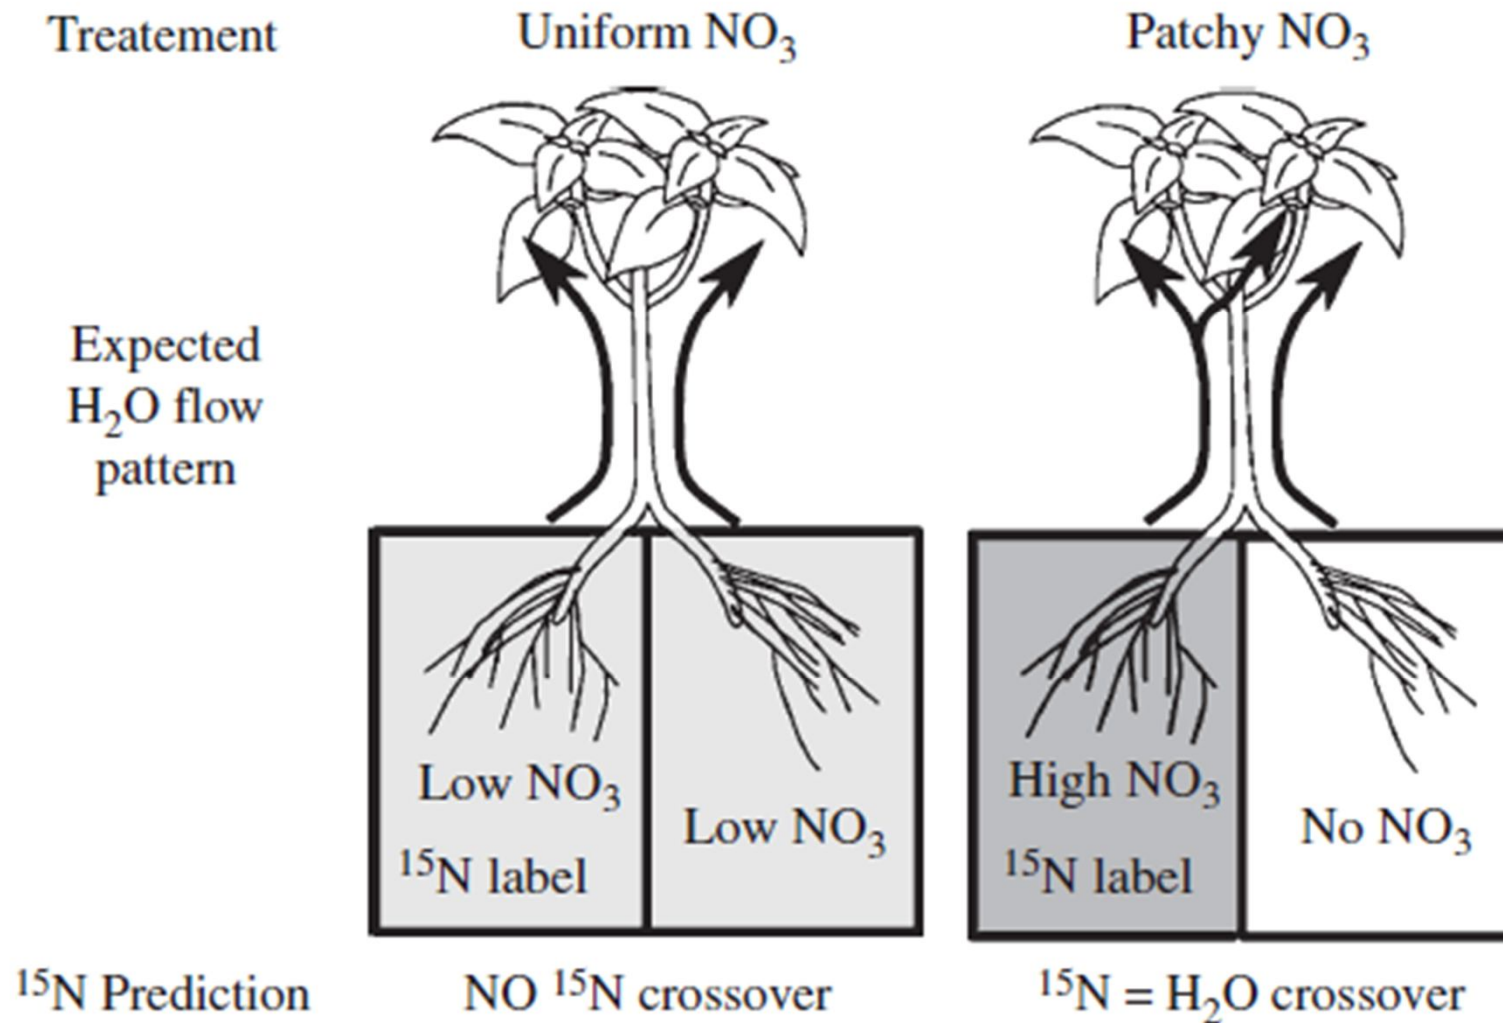 Treatement
Uniform NO₃
Patchy NO₃
Expected
H₂O flow
pattern
Low NO₃
¹⁵N label
Low NO₃
High NO₃
¹⁵N label
No NO₃
¹⁵N Prediction
NO ¹⁵N crossover
¹⁵N = H₂O crossover